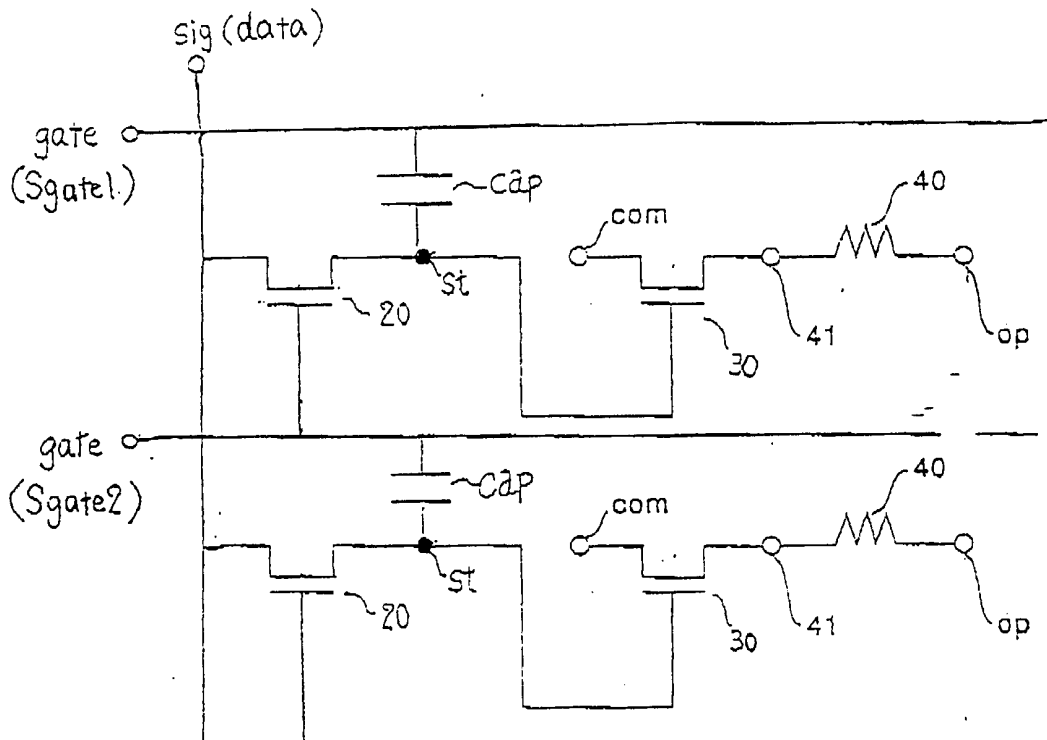 sig (data)
gate
(Sgate1.)
cap
com
40
st
20
30
41
op
gate
(Sgate2)
cap
com
40
st
20
30
41
op